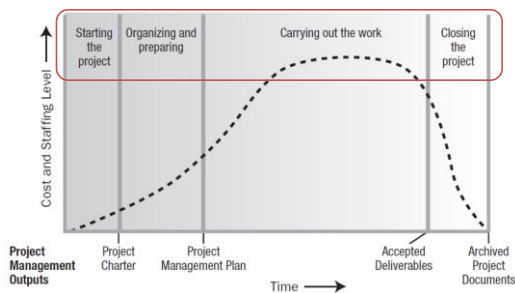 Starting
the
project
Organizing and
preparing
Carrying out the work
Closing
the
project
Cost and Staffing Level
Project
Management
Outputs
Project
Charter
Project
Management Plan
Accepted
Deliverables
Archived
Project
Documents
Time